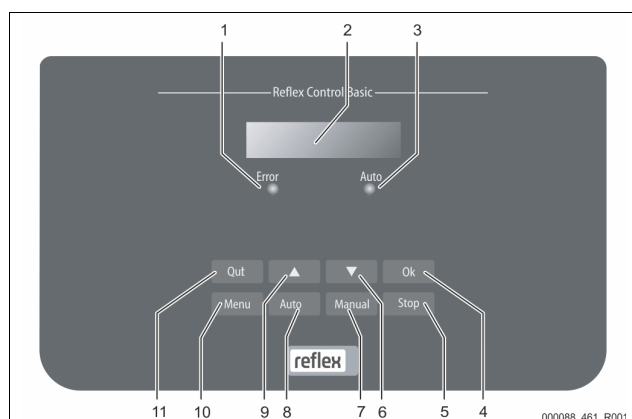 1 2 3
Reflex Control Basic
Error Auto
Qut ▲ ▼ Ok
Menu Auto Manual Stop
reflex
11 10 9 8 7 6 5 4
000088_461_R001